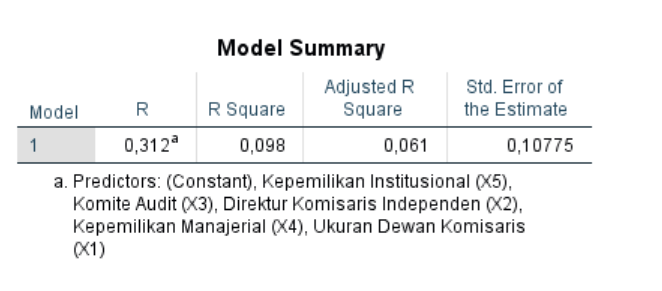 Model Summary
Model R R Square Adjusted R Square Std. Error of the Estimate
1 0,312a 0,098 0,061 0,10775
a. Predictors: (Constant), Kepemilikan Institusional (X5),
Komite Audit (X3), Direktur Komisaris Independen (X2),
Kepemilikan Manajerial (X4), Ukuran Dewan Komisaris
(X1)